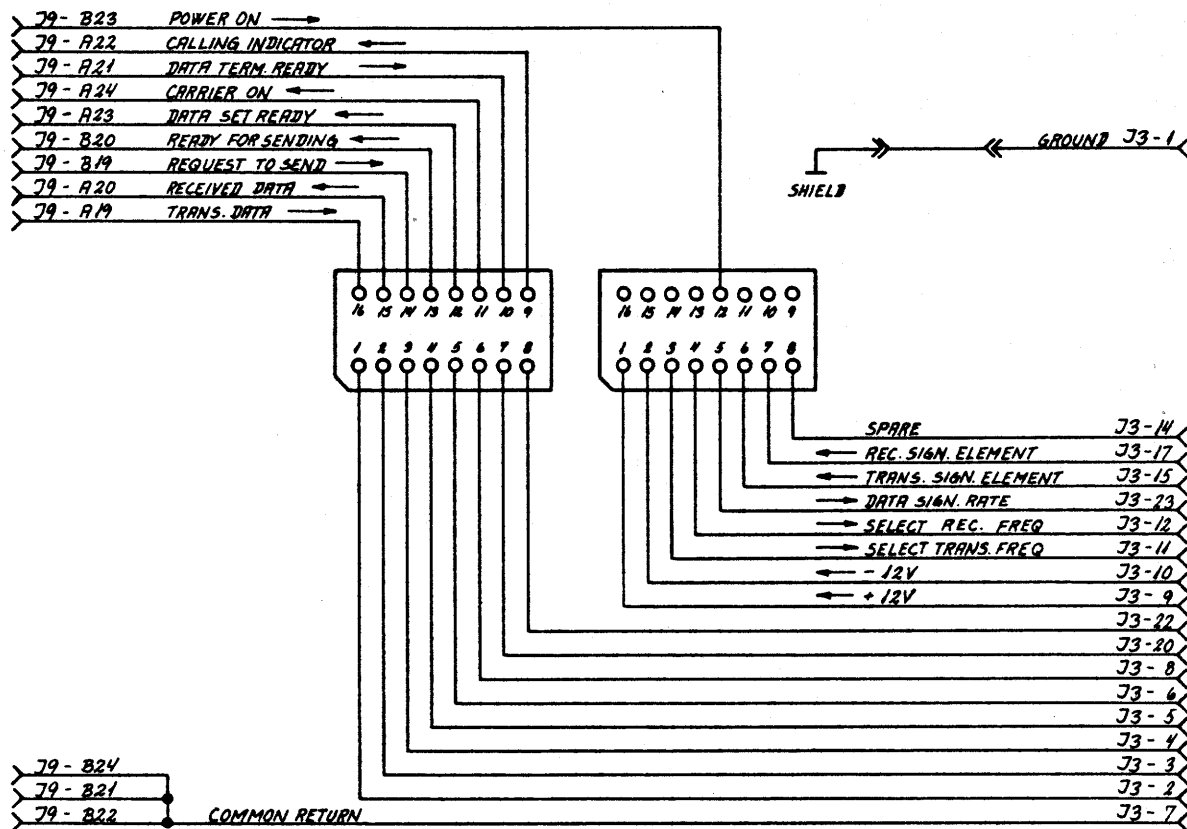 J9 - B23 POWER ON
J9 - A22 CALLING INDICATOR
J9 - A21 DATA TERM. READY
J9 - A24 CARRIER ON
J9 - A23 DATA SET READY
J9 - B20 READY FOR SENDING
J9 - B19 REQUEST TO SEND
J9 - A20 RECEIVED DATA
J9 - A19 TRANS. DATA
GROUND J3-1
SHIELD
16 15 14 13 12 11 10 9
1 2 3 4 5 6 7 8
16 15 14 13 12 11 10 9
1 2 3 4 5 6 7 8
SPARE J3-14
REC. SIGN. ELEMENT J3-17
TRANS. SIGN. ELEMENT J3-15
DATA SIGN. RATE J3-23
SELECT REC. FREQ J3-12
SELECT TRANS. FREQ J3-11
- 12V J3-10
+ 12V J3- 9
J3-22
J3-20
J3- 8
J3- 6
J3- 5
J3- 4
J3- 3
J3- 2
J9 - B24
J9 - B21
J9 - B22 COMMON RETURN J3-7